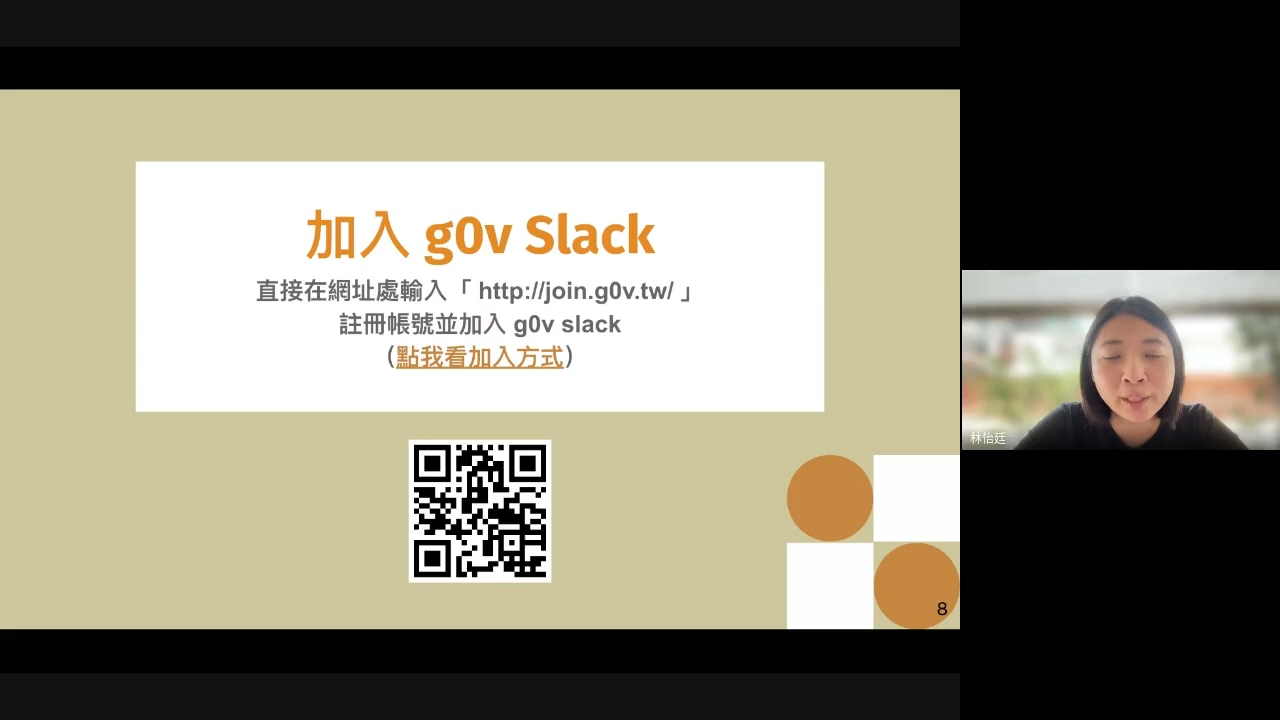 加入 g0v Slack
直接在網址處輸入「 http://join.g0v.tw/ 」
註冊帳號並加入 g0v slack
（點我看加入方式）
林怡廷
8